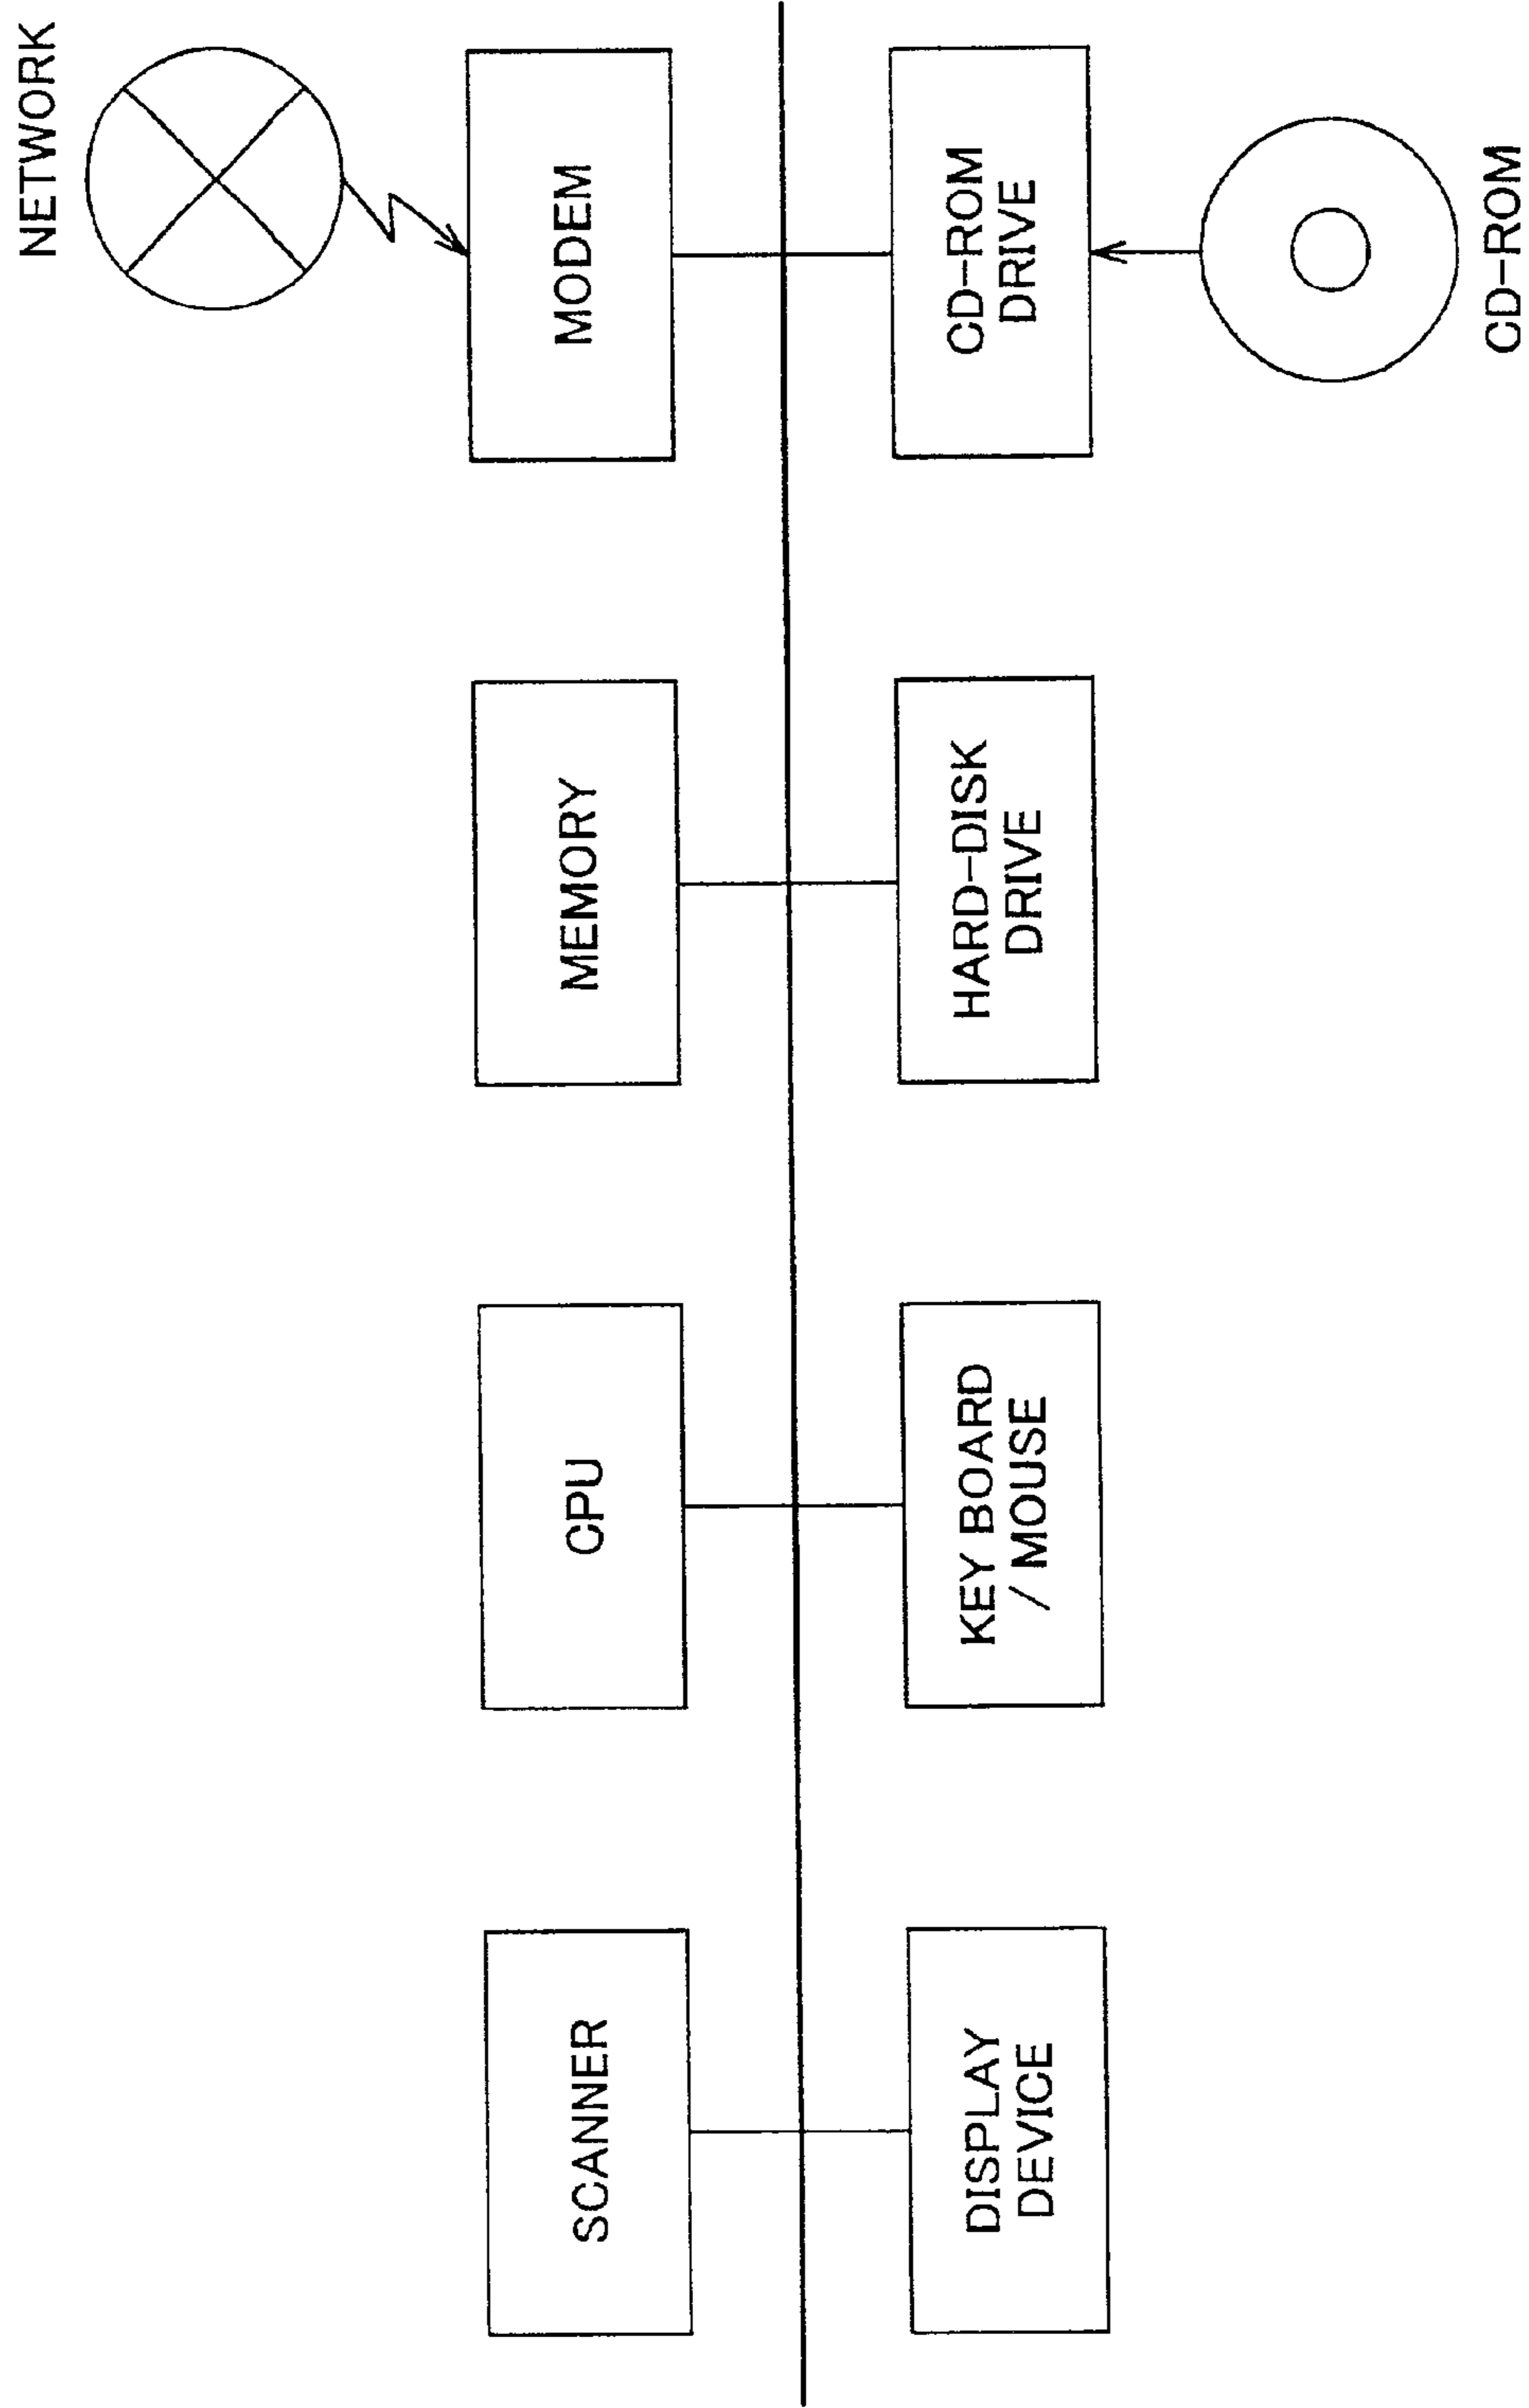 NETWORK
SCANNER
CPU
MEMORY
MODEM
DISPLAY
DEVICE
KEY BOARD
/ MOUSE
HARD-DISK
DRIVE
CD-ROM
DRIVE
CD-ROM